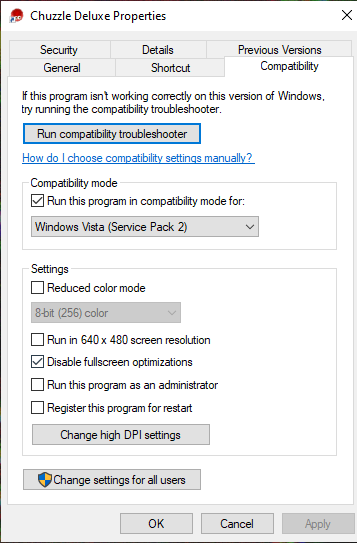 Chuzzle Deluxe Properties
Security Details Previous Versions
General Shortcut Compatibility
If this program isn't working correctly on this version of Windows,
try running the compatibility troubleshooter.
Run compatibility troubleshooter
How do I choose compatibility settings manually?
Compatibility mode
Run this program in compatibility mode for:
Windows Vista (Service Pack 2)
Settings
Reduced color mode
8-bit (256) color
Run in 640 x 480 screen resolution
Disable fullscreen optimizations
Run this program as an administrator
Register this program for restart
Change high DPI settings
Change settings for all users
OK Cancel Apply